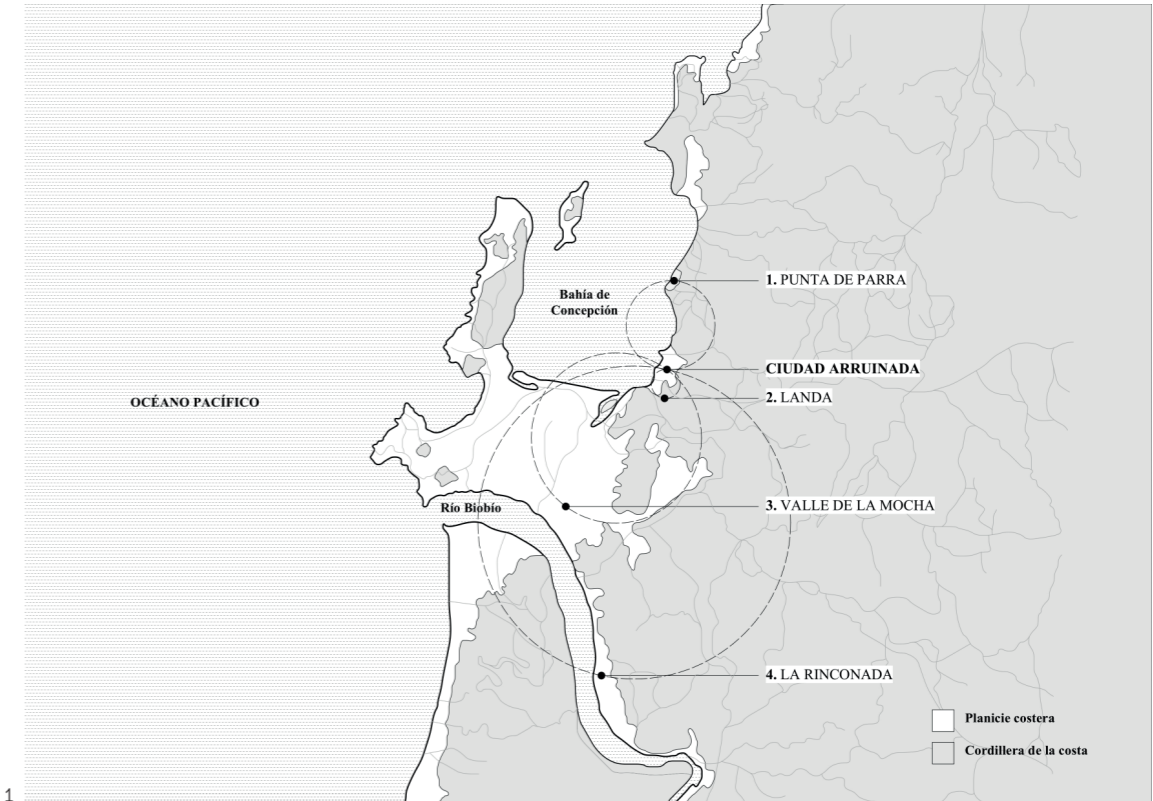 1. PUNTA DE PARRA
Bahía de
Concepción
CIUDAD ARRUINADA
2. LANDA
OCÉANO PACÍFICO
3. VALLE DE LA MOCHA
Río Biobío
4. LA RINCONADA
Planicie costera
Cordillera de la costa
1